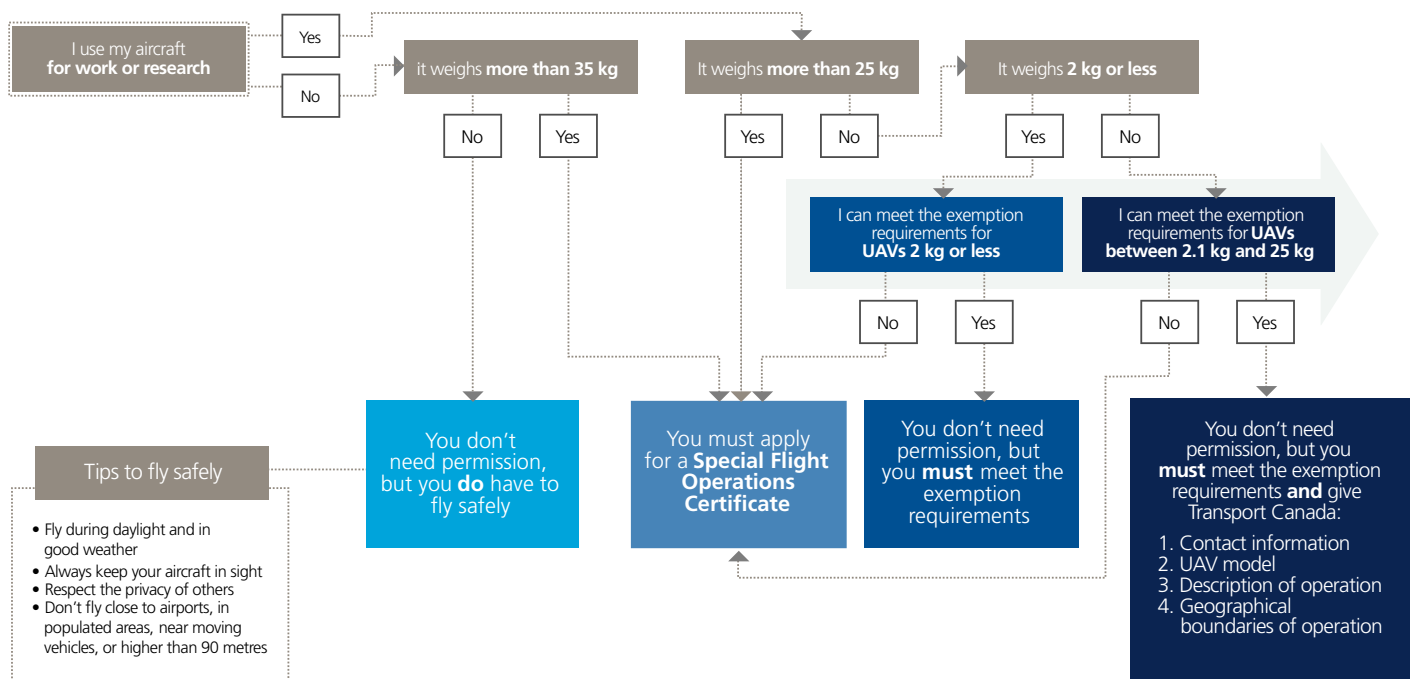 I use my aircraft
for work or research
Yes
No
it weighs more than 35 kg
It weighs more than 25 kg
It weighs 2 kg or less
No
Yes
Yes
No
Yes
No
I can meet the exemption
requirements for
UAVs 2 kg or less
I can meet the exemption
requirements for UAVs
between 2.1 kg and 25 kg
No
Yes
No
Yes
You don't
need permission,
but you do have to
fly safely
You must apply
for a Special Flight
Operations
Certificate
You don't need
permission, but
you must meet the
exemption
requirements
You don't need
permission, but you
must meet the exemption
requirements and give
Transport Canada:
1. Contact information
2. UAV model
3. Description of operation
4. Geographical
boundaries of operation
Tips to fly safely
• Fly during daylight and in
good weather
• Always keep your aircraft in sight
• Respect the privacy of others
• Don't fly close to airports, in
populated areas, near moving
vehicles, or higher than 90 metres